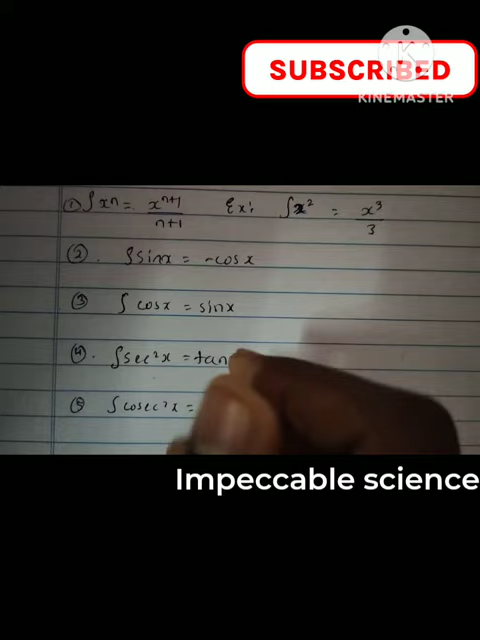 SUBSCRIBED
K
KINEMASTER
① ∫xⁿ = xⁿ⁺¹/n+1 Ex: ∫x² = x³/3
② . ∫sinx = -cosx
③ ∫cosx = sinx
④ . ∫sec²x = tan
⑤ ∫cosec²x =
Impeccable science